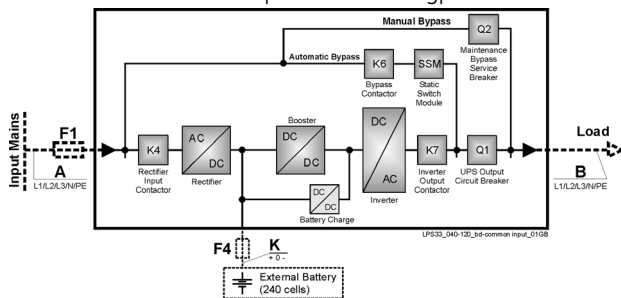 Manual Bypass
Q2
Maintenance
Bypass
Service
Breaker
Automatic Bypass
K6
SSM
Bypass
Contactor
Static
Switch
Module
Input Mains
F1
A
L1/L2/L3/N/PE
K4
Rectifier
Input
Contactor
AC
DC
Rectifier
Booster
DC
DC
DC
DC
Battery Charge
DC
AC
Inverter
K7
Inverter
Output
Contactor
Q1
UPS Output
Circuit Breaker
Load
B
L1/L2/L3/N/PE
LPS33_040-120_bd-common input_01GB
F4
K
+ 0 -
External Battery
(240 cells)